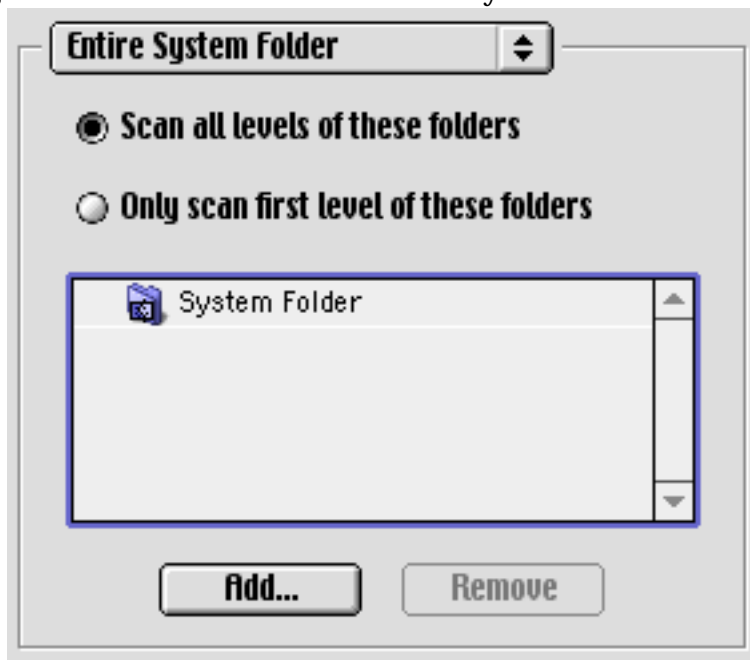 Entire System Folder
Scan all levels of these folders
Only scan first level of these folders
System Folder
Add...
Remove